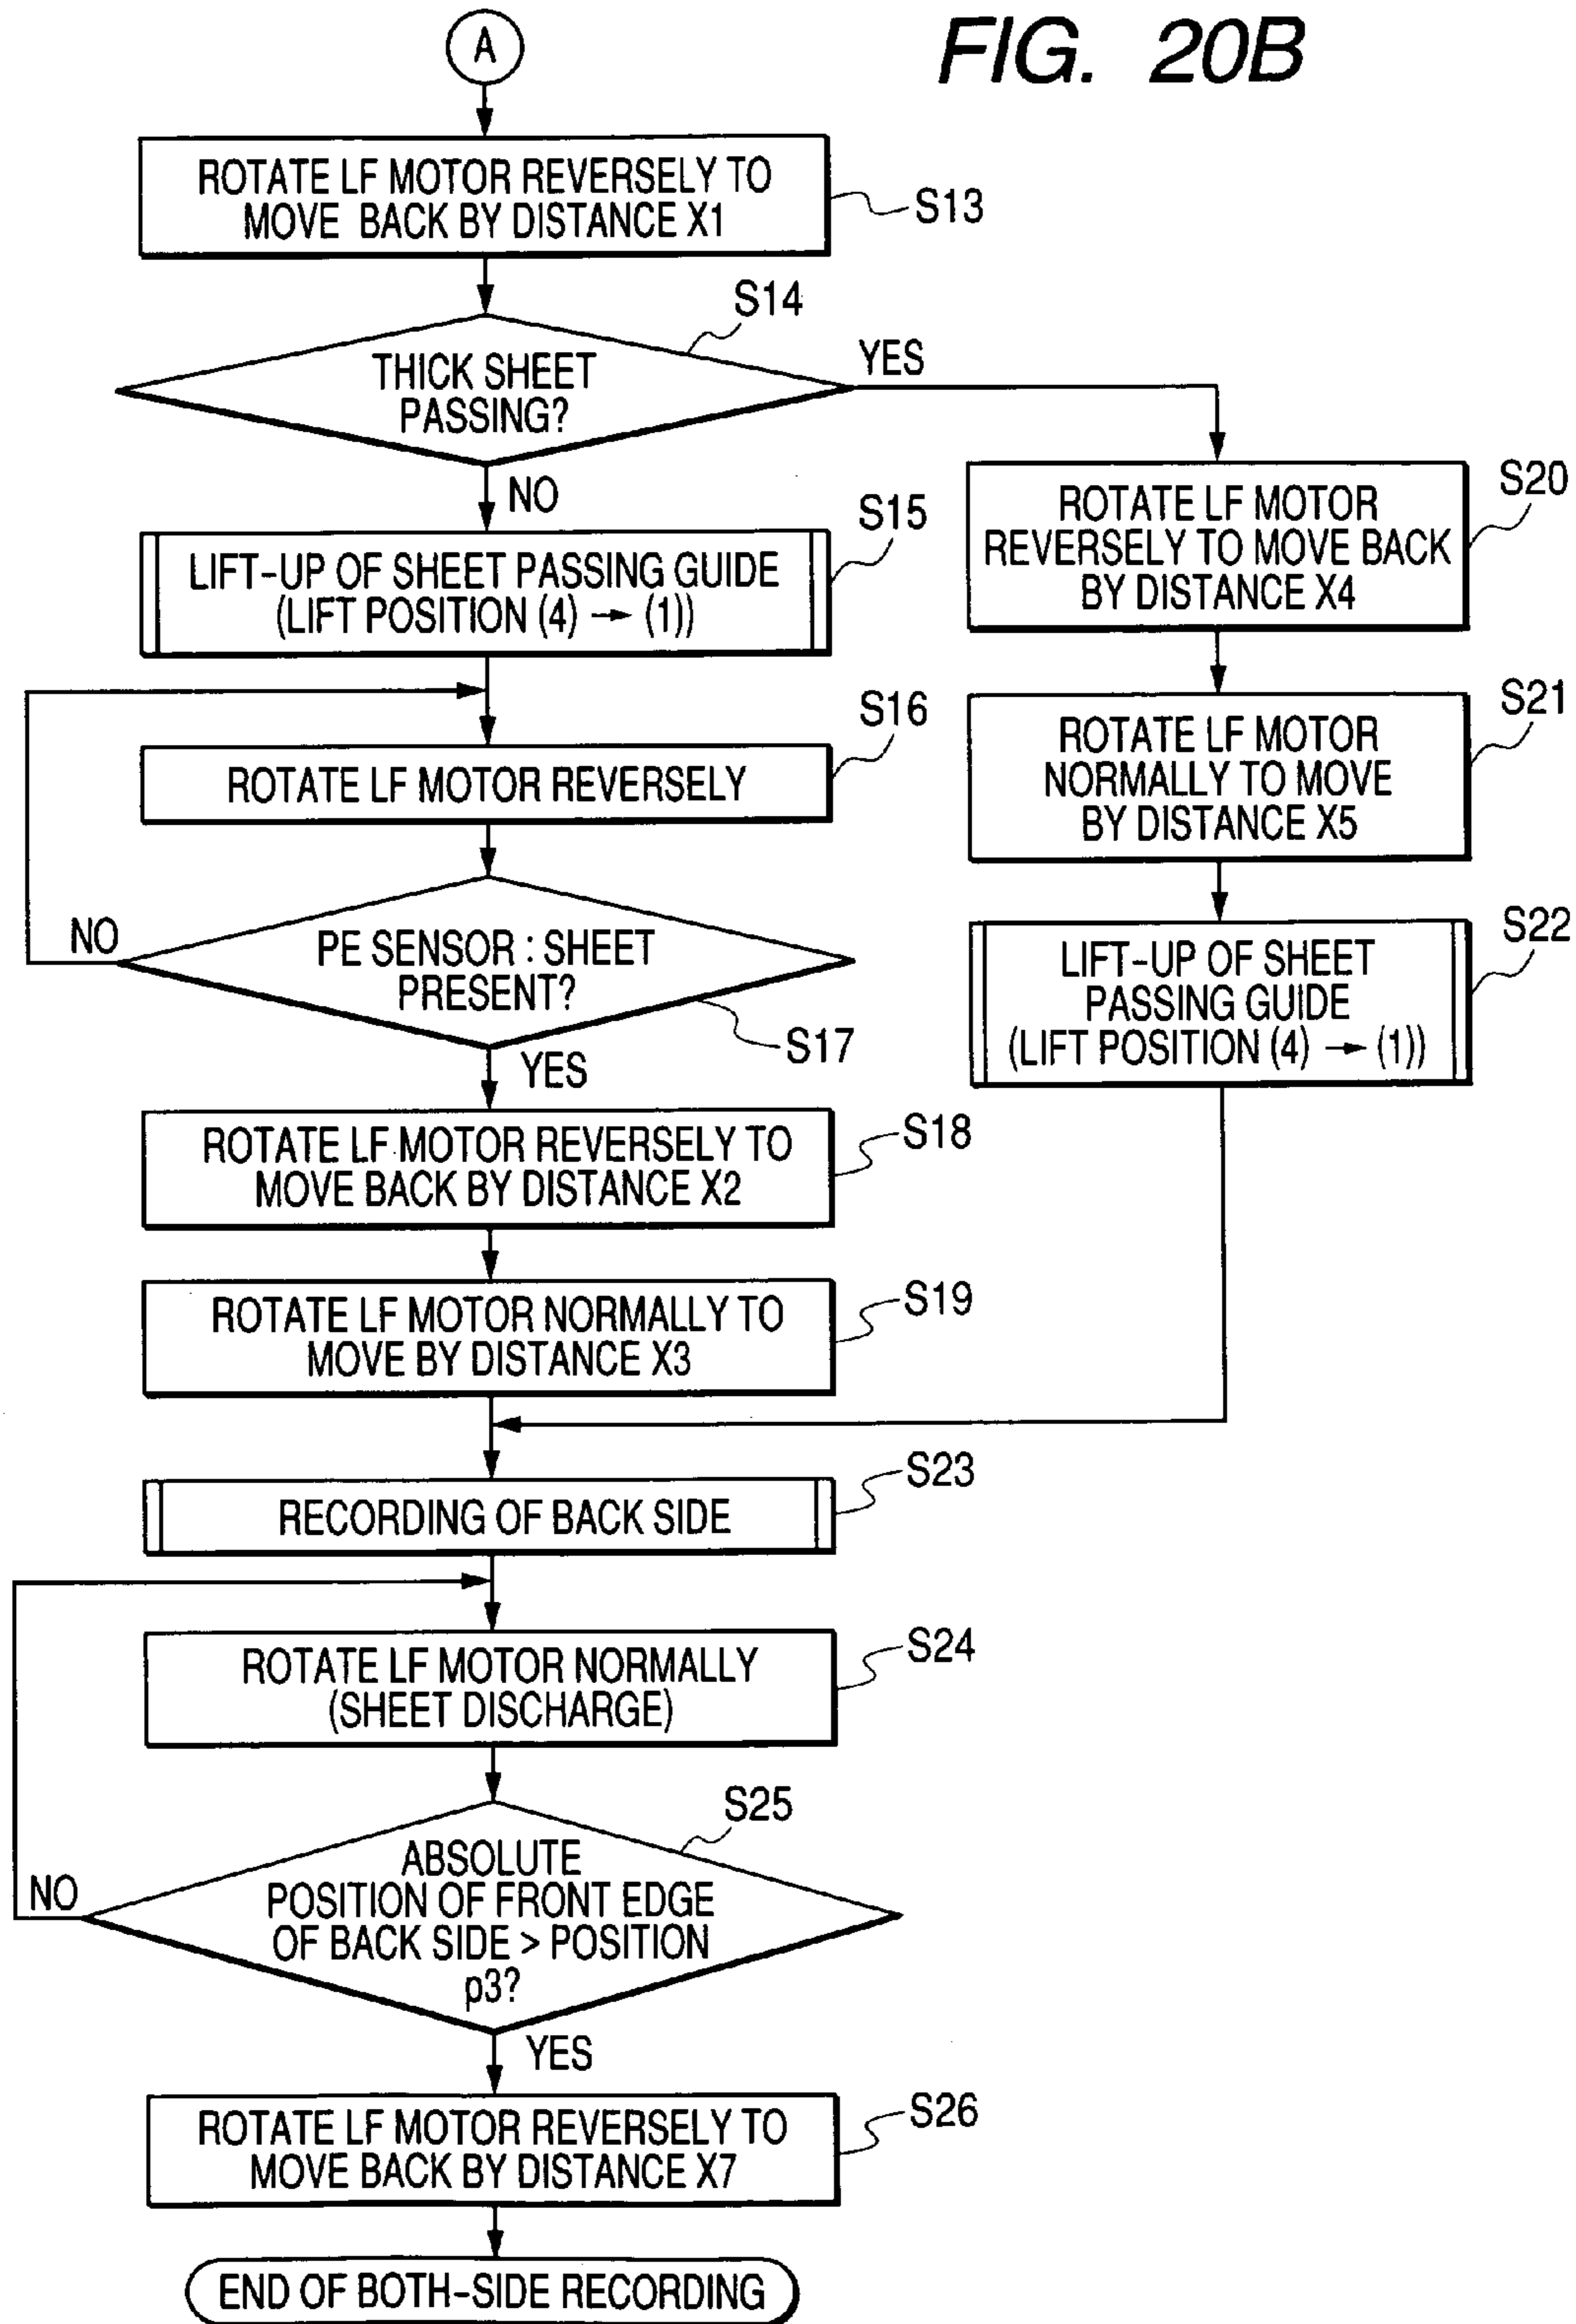 FIG. 20B
A
ROTATE LF MOTOR REVERSELY TO
MOVE BACK BY DISTANCE X1
S13
S14
THICK SHEET
PASSING?
YES
NO
S15
LIFT-UP OF SHEET PASSING GUIDE
(LIFT POSITION (4) → (1))
S16
ROTATE LF MOTOR REVERSELY
NO
PE SENSOR : SHEET
PRESENT?
S17
YES
ROTATE LF MOTOR REVERSELY TO
MOVE BACK BY DISTANCE X2
S18
ROTATE LF MOTOR NORMALLY TO
MOVE BY DISTANCE X3
S19
S20
ROTATE LF MOTOR
REVERSELY TO MOVE BACK
BY DISTANCE X4
S21
ROTATE LF MOTOR
NORMALLY TO MOVE
BY DISTANCE X5
S22
LIFT-UP OF SHEET
PASSING GUIDE
(LIFT POSITION (4) → (1))
S23
RECORDING OF BACK SIDE
S24
ROTATE LF MOTOR NORMALLY
(SHEET DISCHARGE)
S25
NO
ABSOLUTE
POSITION OF FRONT EDGE
OF BACK SIDE > POSITION
p3?
YES
S26
ROTATE LF MOTOR REVERSELY TO
MOVE BACK BY DISTANCE X7
END OF BOTH-SIDE RECORDING